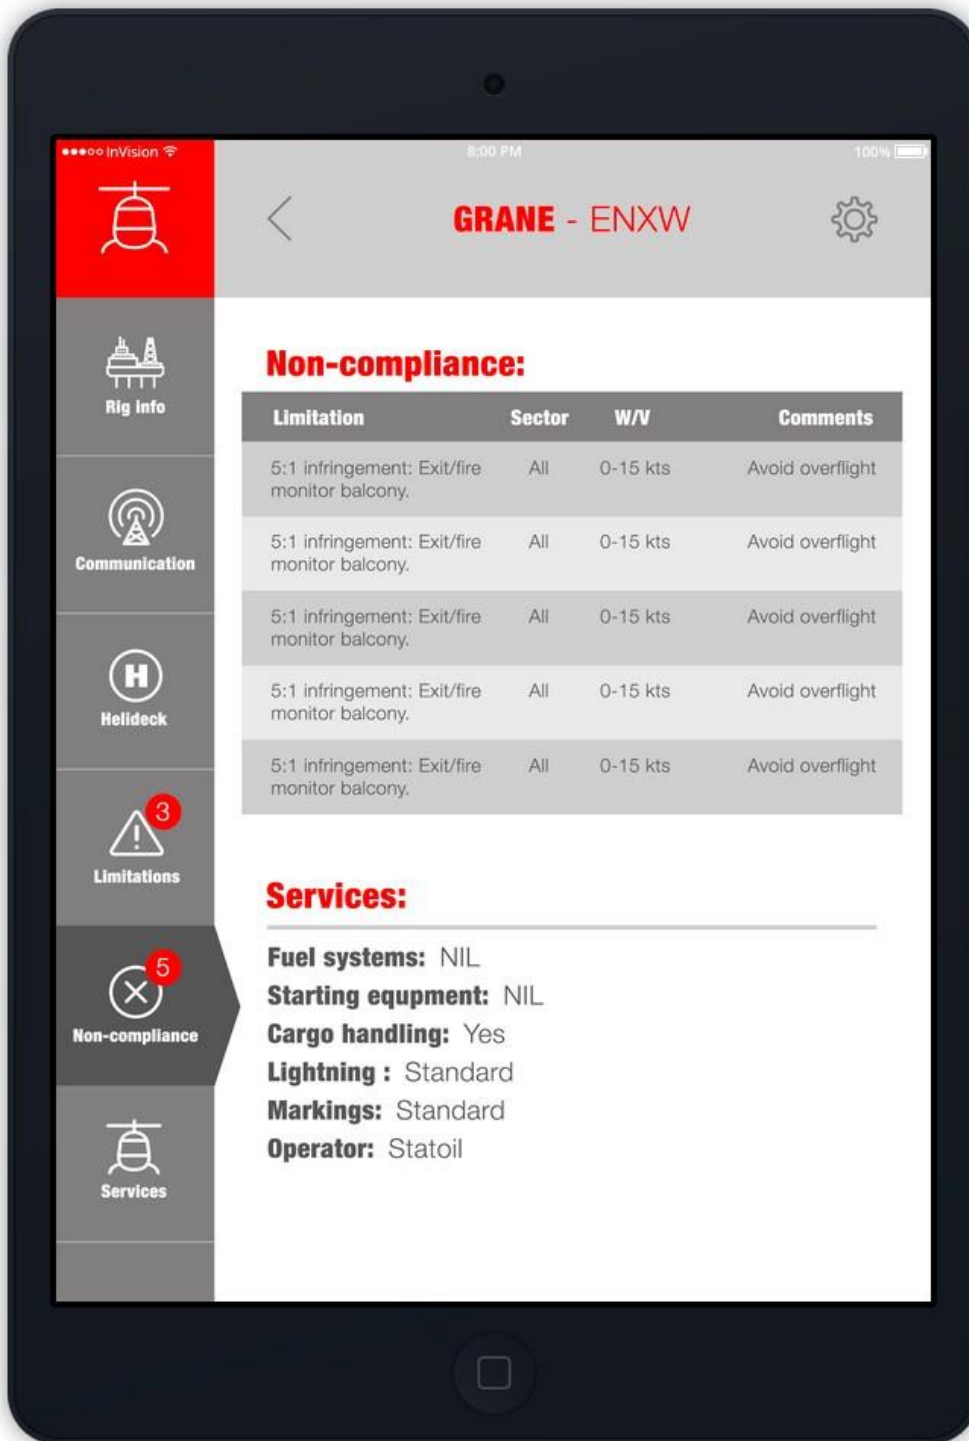 InVision 8:00 PM 100%
GRANE - ENXW
Rig info
Communication
H
Helideck
3
Limitations
5
Non-compliance
Services
Non-compliance:
Limitation Sector W/V Comments
5:1 infringement: Exit/fire All 0-15 kts Avoid overflight
monitor balcony.
5:1 infringement: Exit/fire All 0-15 kts Avoid overflight
monitor balcony.
5:1 infringement: Exit/fire All 0-15 kts Avoid overflight
monitor balcony.
5:1 infringement: Exit/fire All 0-15 kts Avoid overflight
monitor balcony.
5:1 infringement: Exit/fire All 0-15 kts Avoid overflight
monitor balcony.
Services:
Fuel systems: NIL
Starting equpment: NIL
Cargo handling: Yes
Lightning : Standard
Markings: Standard
Operator: Statoil